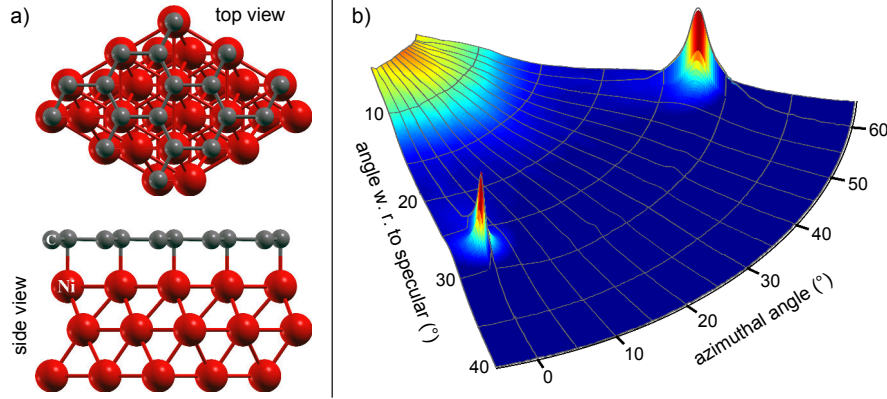 a)
top view
C
Ni
side view
b)
10
20
30
40
angle w. r. to specular (°)
0
10
20
30
40
50
60
azimuthal angle (°)